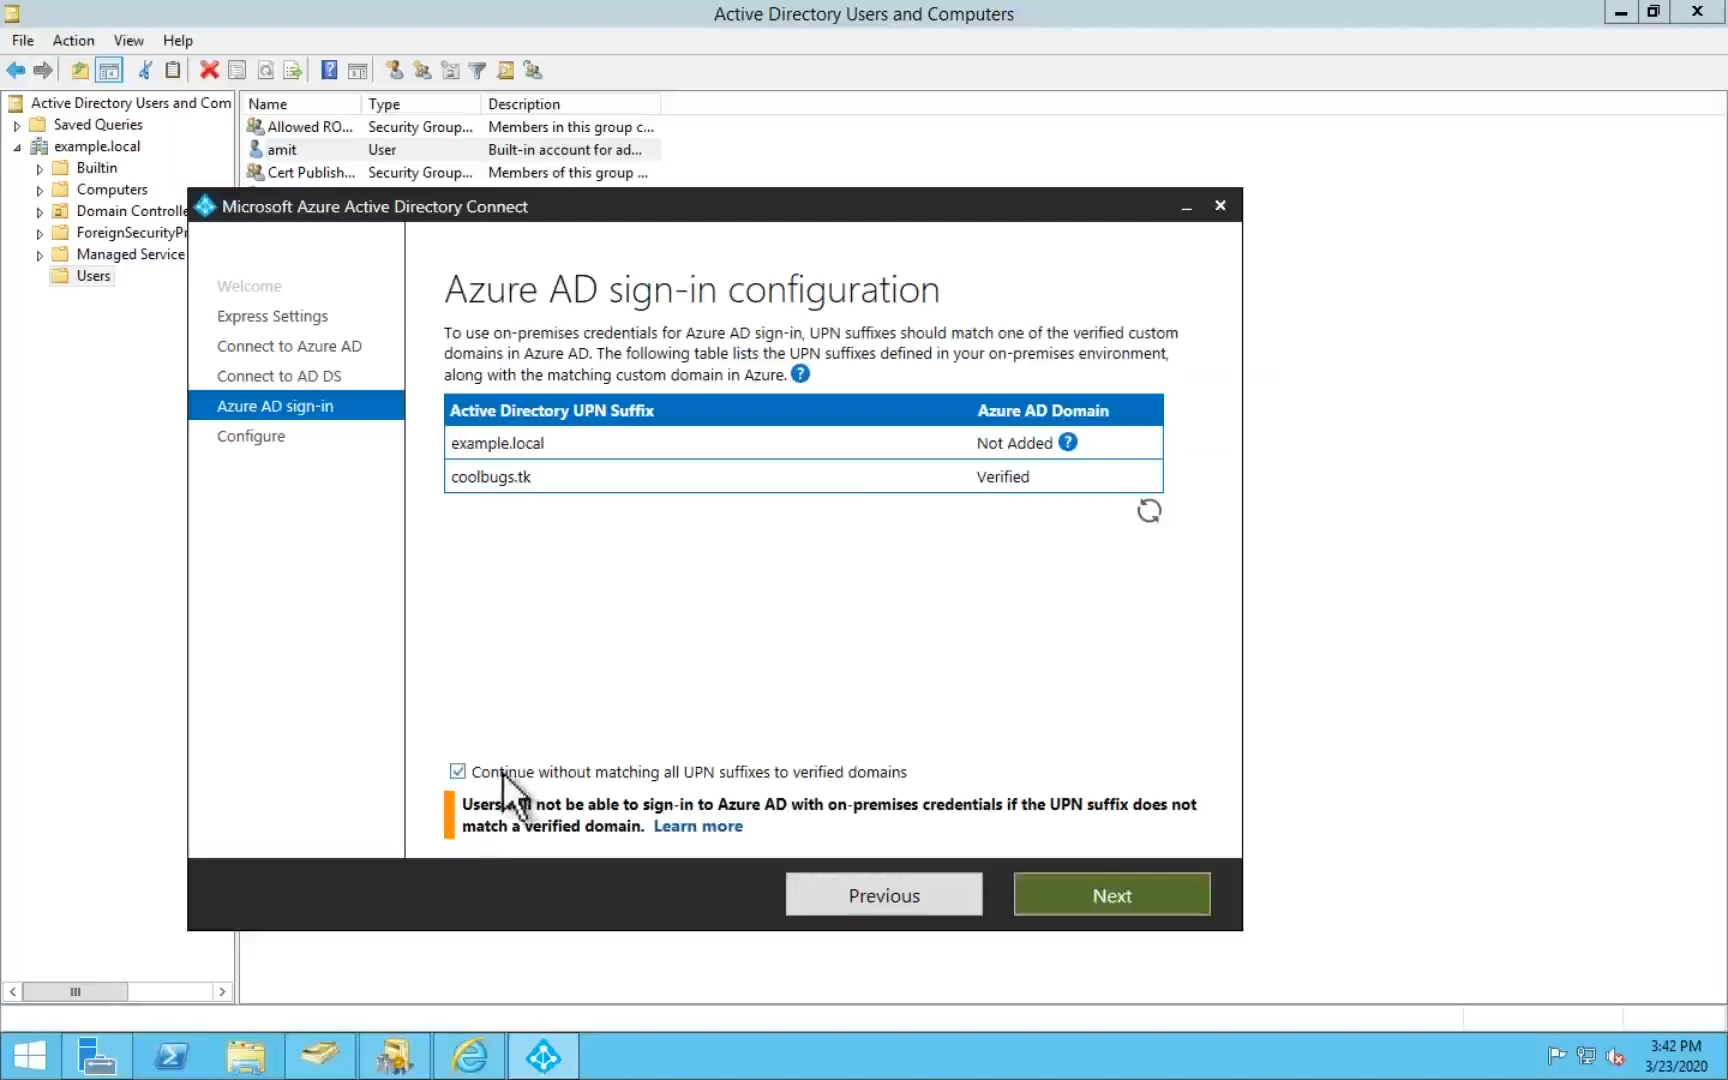 Active Directory Users and Computers
File Action View Help
Active Directory Users and Com
Saved Queries
example.local
Builtin
Computers
Domain Controlle
ForeignSecurityPr
Managed Service
Users
Name Type Description
Allowed RO... Security Group... Members in this group c...
amit User Built-in account for ad...
Cert Publish... Security Group... Members of this group ...
Microsoft Azure Active Directory Connect
Welcome
Express Settings
Connect to Azure AD
Connect to AD DS
Azure AD sign-in
Configure
Azure AD sign-in configuration
To use on-premises credentials for Azure AD sign-in, UPN suffixes should match one of the verified custom
domains in Azure AD. The following table lists the UPN suffixes defined in your on-premises environment,
along with the matching custom domain in Azure. ?
Active Directory UPN Suffix Azure AD Domain
example.local Not Added ?
coolbugs.tk Verified
Continue without matching all UPN suffixes to verified domains
Users not be able to sign-in to Azure AD with on-premises credentials if the UPN suffix does not
match a verified domain. Learn more
Previous Next
3:42 PM
3/23/2020